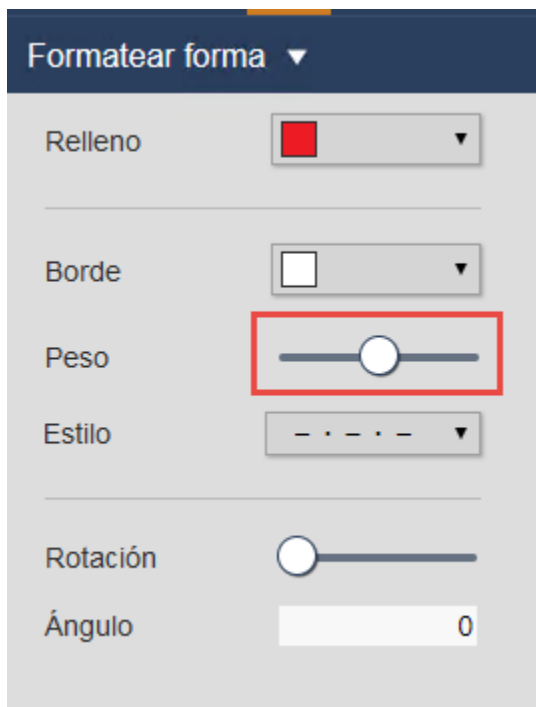 Formatear forma
Relleno
Borde
Peso
Estilo
Rotación
Ángulo 0